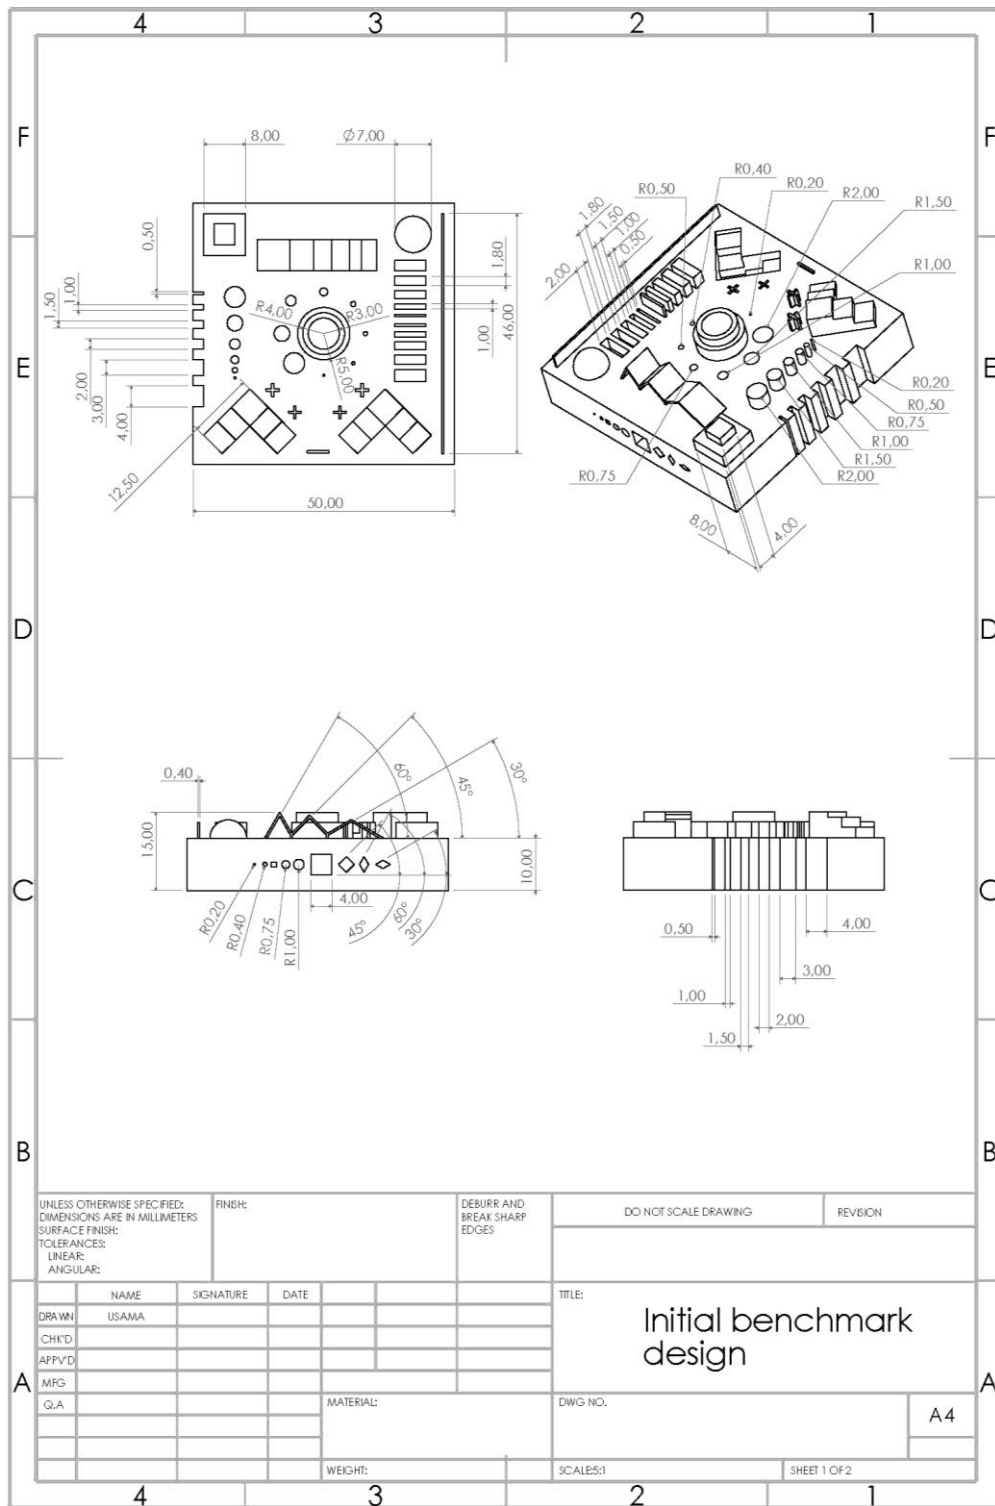 4 3 2 1
F F
8,00 Ø7,00
R0,40
R0,50 R0,20
R2,00
R1,50
R1,00
1,80
1,50
1,00
0,50
2,00
0,50
1,00
1,50
2,00
3,00
4,00
12,50
50,00
R4,00 R3,00
R5,00
1,80
1,00
46,00
E E
R0,20
R0,50
R0,75
R1,00
R1,50
R2,00
R0,75
8,00 4,00
D D
0,40
15,00
60°
45°
30°
10,00
R0,20
R0,40
R0,75
R1,00
4,00
45°
60°
30°
C C
0,50 4,00
3,00
1,00
2,00
1,50
B B
UNLESS OTHERWISE SPECIFIED:
DIMENSIONS ARE IN MILLIMETERS
SURFACE FINISH:
TOLERANCES:
LINEAR:
ANGULAR:
FINISH:
DEBURR AND
BREAK SHARP
EDGES
DO NOT SCALE DRAWING REVISION
NAME SIGNATURE DATE
DRAWN USAMA
CHK'D
APPV'D
MFG
Q.A
TITLE:
Initial benchmark
design
A A
MATERIAL:
DWG NO.
A4
WEIGHT:
SCALE:5:1
SHEET 1 OF 2
4 3 2 1